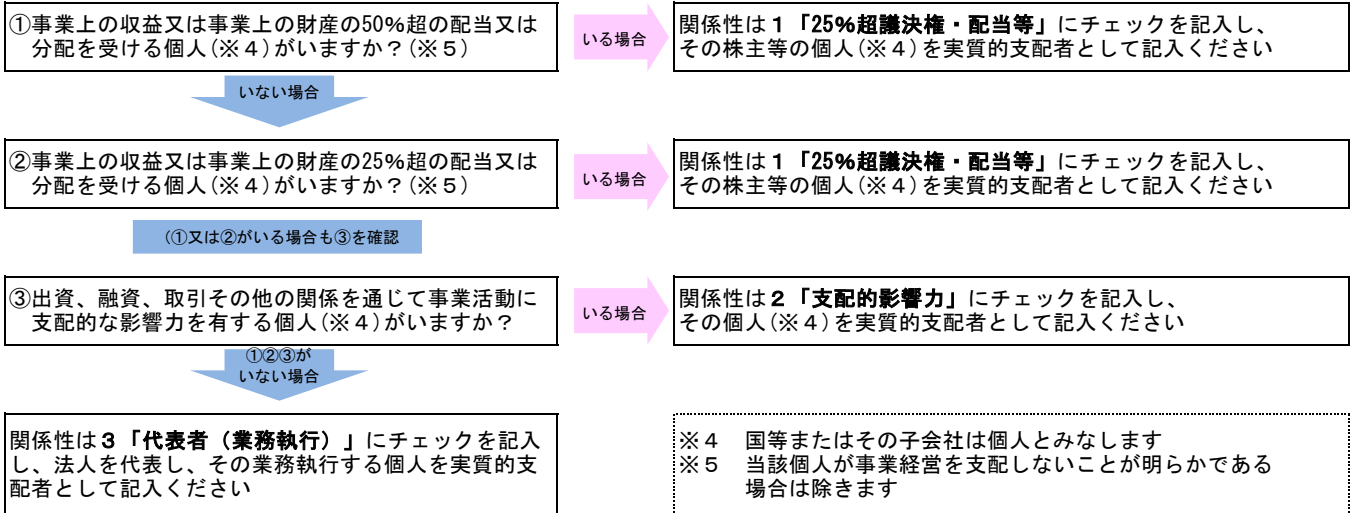 ①事業上の収益又は事業上の財産の50%超の配当又は
分配を受ける個人(※４)がいますか？(※５)
いる場合
関係性は１「25%超議決権・配当等」にチェックを記入し、
その株主等の個人(※４)を実質的支配者として記入ください
いない場合
②事業上の収益又は事業上の財産の25%超の配当又は
分配を受ける個人(※４)がいますか？(※５)
いる場合
関係性は１「25%超議決権・配当等」にチェックを記入し、
その株主等の個人(※４)を実質的支配者として記入ください
(①又は②がいる場合も③を確認
③出資、融資、取引その他の関係を通じて事業活動に
支配的な影響力を有する個人(※４)がいますか？
いる場合
関係性は２「支配的影響力」にチェックを記入し、
その個人(※４)を実質的支配者として記入ください
①②③が
いない場合
関係性は３「代表者（業務執行）」にチェックを記入
し、法人を代表し、その業務執行する個人を実質的支
配者として記入ください
※４　国等またはその子会社は個人とみなします
※５　当該個人が事業経営を支配しないことが明らかである
場合は除きます